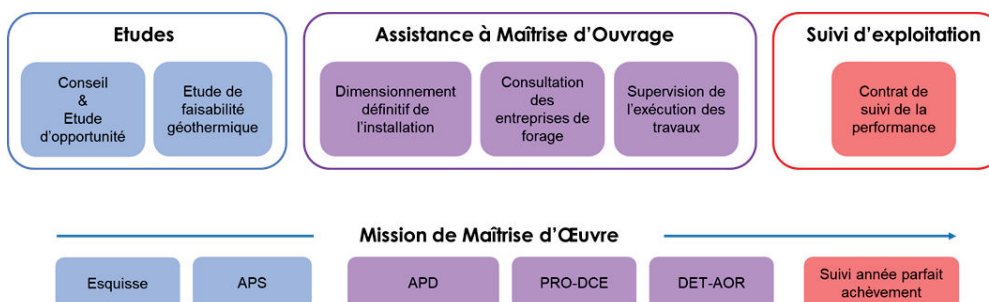 Etudes
Conseil
&
Etude
d'opportunité
Etude de
faisabilité
géothermique
Assistance à Maîtrise d'Ouvrage
Dimensionnement
définitif de
l'installation
Consultation
des
entreprises de
forage
Supervision de
l'exécution des
travaux
Suivi d'exploitation
Contrat de
suivi de la
performance
Mission de Maîtrise d'Œuvre
Esquisse
APS
APD
PRO-DCE
DET-AOR
Suivi année parfait
achèvement